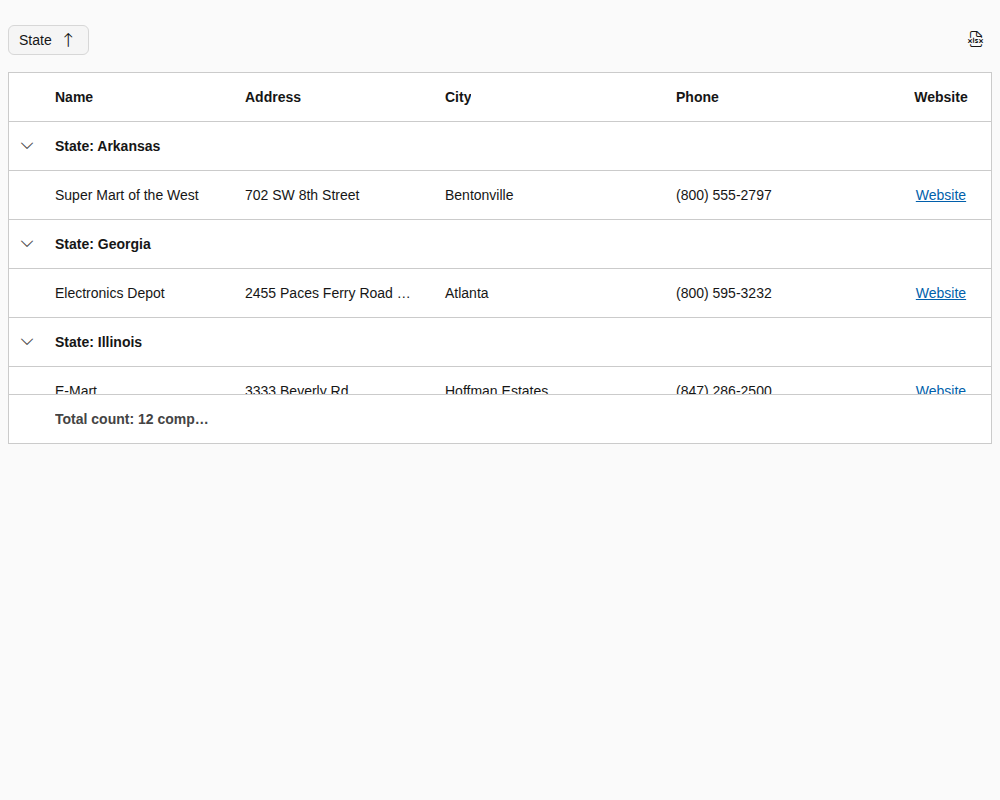 State
xlsx
Name Address City Phone Website
State: Arkansas
Super Mart of the West 702 SW 8th Street Bentonville (800) 555-2797 Website
State: Georgia
Electronics Depot 2455 Paces Ferry Road … Atlanta (800) 595-3232 Website
State: Illinois
E-Mart 3333 Beverly Rd Hoffman Estates (847) 286-2500 Website
Total count: 12 comp…